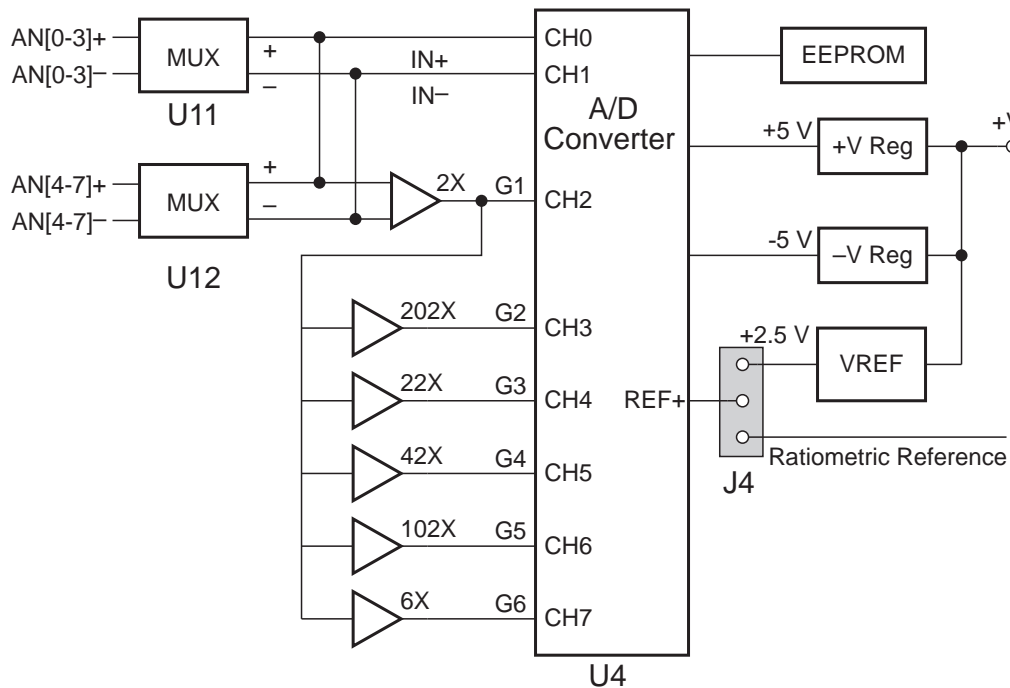 AN[0-3]+
AN[0-3]–
MUX
+
–
U11
IN+
IN–
AN[4-7]+
AN[4-7]–
MUX
+
–
U12
2X
G1
202X
G2
22X
G3
42X
G4
102X
G5
6X
G6
CH0
CH1
A/D
Converter
CH2
CH3
CH4
REF+
CH5
CH6
CH7
U4
EEPROM
+5 V
+V Reg
+V
-5 V
–V Reg
+2.5 V
VREF
Ratiometric Reference
J4